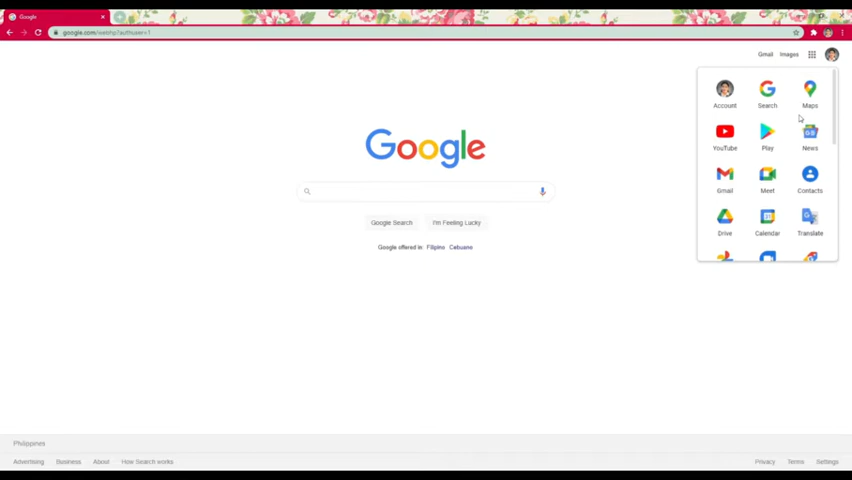 Google
google.com/webhp?authuser=1
Gmail Images
Account Search Maps
YouTube Play News
Gmail Meet Contacts
Drive Calendar Translate
Google
Google Search I'm Feeling Lucky
Google offered in: Filipino Cebuano
Philippines
Advertising Business About How Search works Privacy Terms Settings